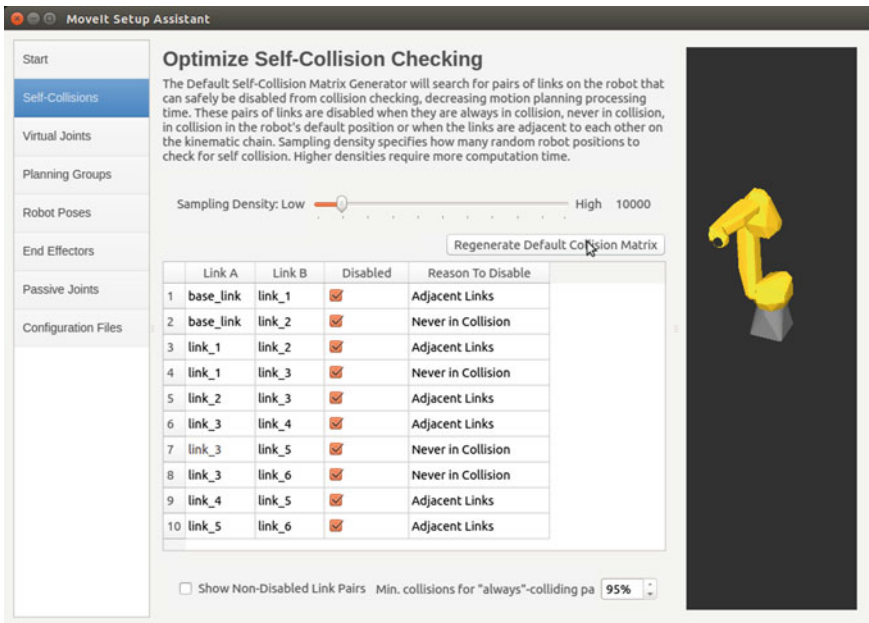 MoveIt Setup Assistant
Start
Self-Collisions
Virtual Joints
Planning Groups
Robot Poses
End Effectors
Passive Joints
Configuration Files
Optimize Self-Collision Checking
The Default Self-Collision Matrix Generator will search for pairs of links on the robot that
can safely be disabled from collision checking, decreasing motion planning processing
time. These pairs of links are disabled when they are always in collision, never in collision,
in collision in the robot's default position or when the links are adjacent to each other on
the kinematic chain. Sampling density specifies how many random robot positions to
check for self collision. Higher densities require more computation time.
Sampling Density: Low High 10000
Regenerate Default Collision Matrix
Link A Link B Disabled Reason To Disable
1 base_link link_1 Adjacent Links
2 base_link link_2 Never in Collision
3 link_1 link_2 Adjacent Links
4 link_1 link_3 Never in Collision
5 link_2 link_3 Adjacent Links
6 link_3 link_4 Adjacent Links
7 link_3 link_5 Never in Collision
8 link_3 link_6 Never in Collision
9 link_4 link_5 Adjacent Links
10 link_5 link_6 Adjacent Links
Show Non-Disabled Link Pairs Min. collisions for "always"-colliding pa 95%